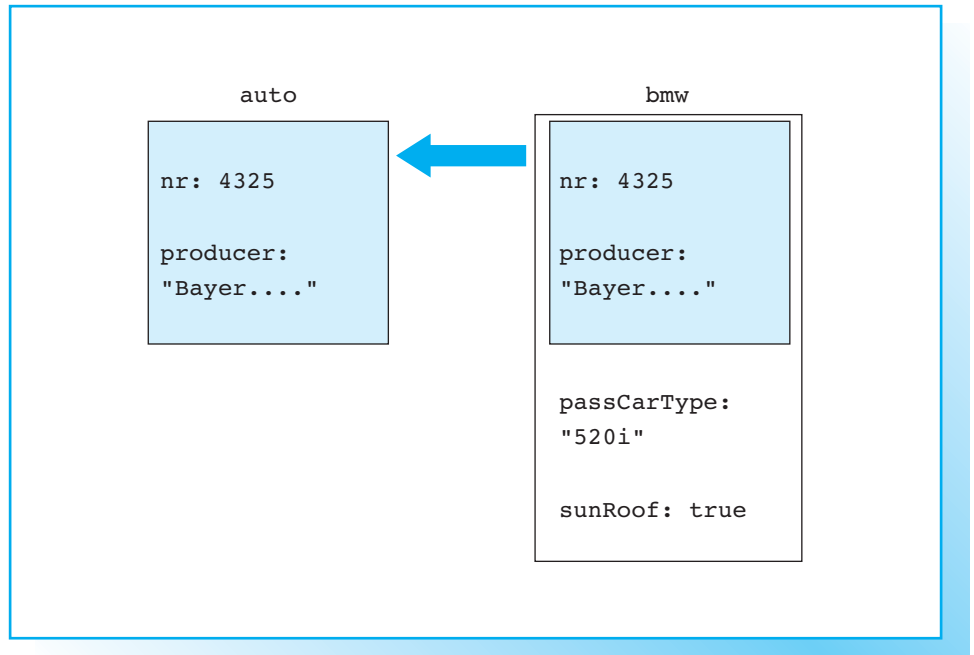 auto
nr: 4325
producer:
"Bayer...."
bmw
nr: 4325
producer:
"Bayer...."
passCarType:
"520i"
sunRoof: true